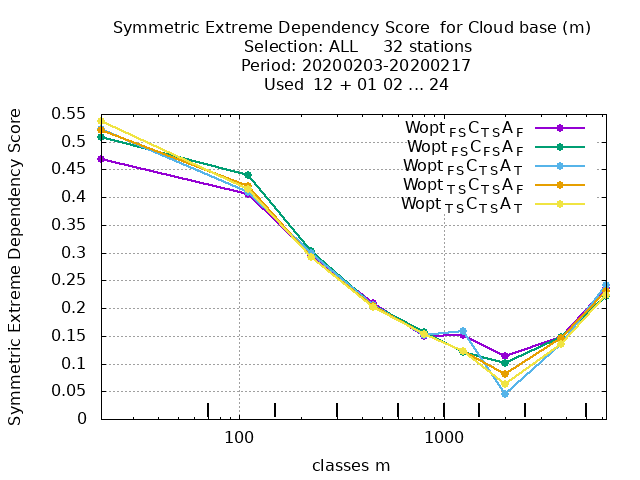 Symmetric Extreme Dependency Score for Cloud base (m)
Selection: ALL 32 stations
Period: 20200203-20200217
Used 12 + 01 02 ... 24
Symmetric Extreme Dependency Score
0.55
0.5
0.45
0.4
0.35
0.3
0.25
0.2
0.15
0.1
0.05
0
Wopt FS C TS A F
Wopt FS C FS A F
Wopt FS C TS A T
Wopt TS C TS A F
Wopt TS C TS A T
100 1000
classes m